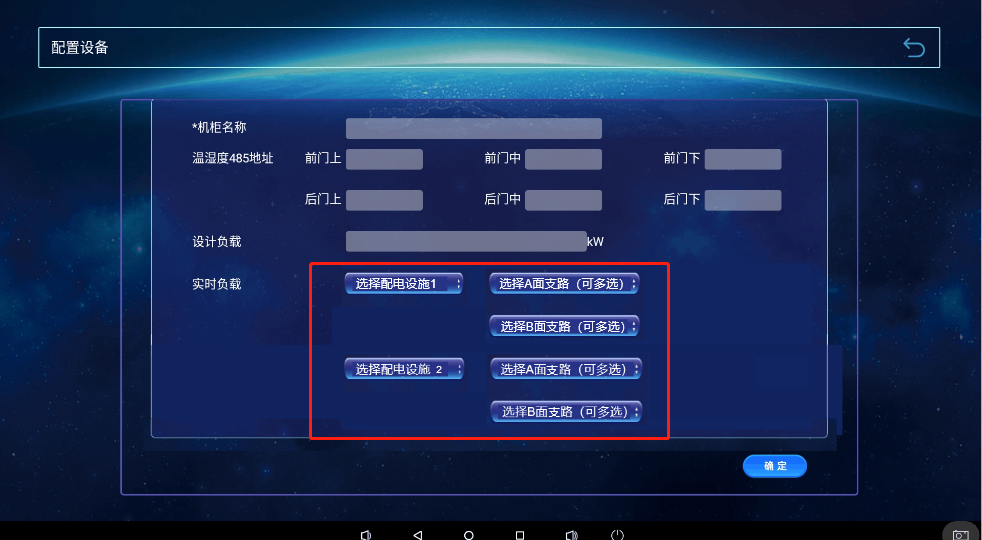 配置设备
*机柜名称
温湿度485地址 前门上 前门中 前门下
后门上 后门中 后门下
设计负载 kW
实时负载 选择配电设施1 选择A面支路（可多选）
选择B面支路（可多选）
选择配电设施 2 选择A面支路（可多选）
选择B面支路（可多选）
确定